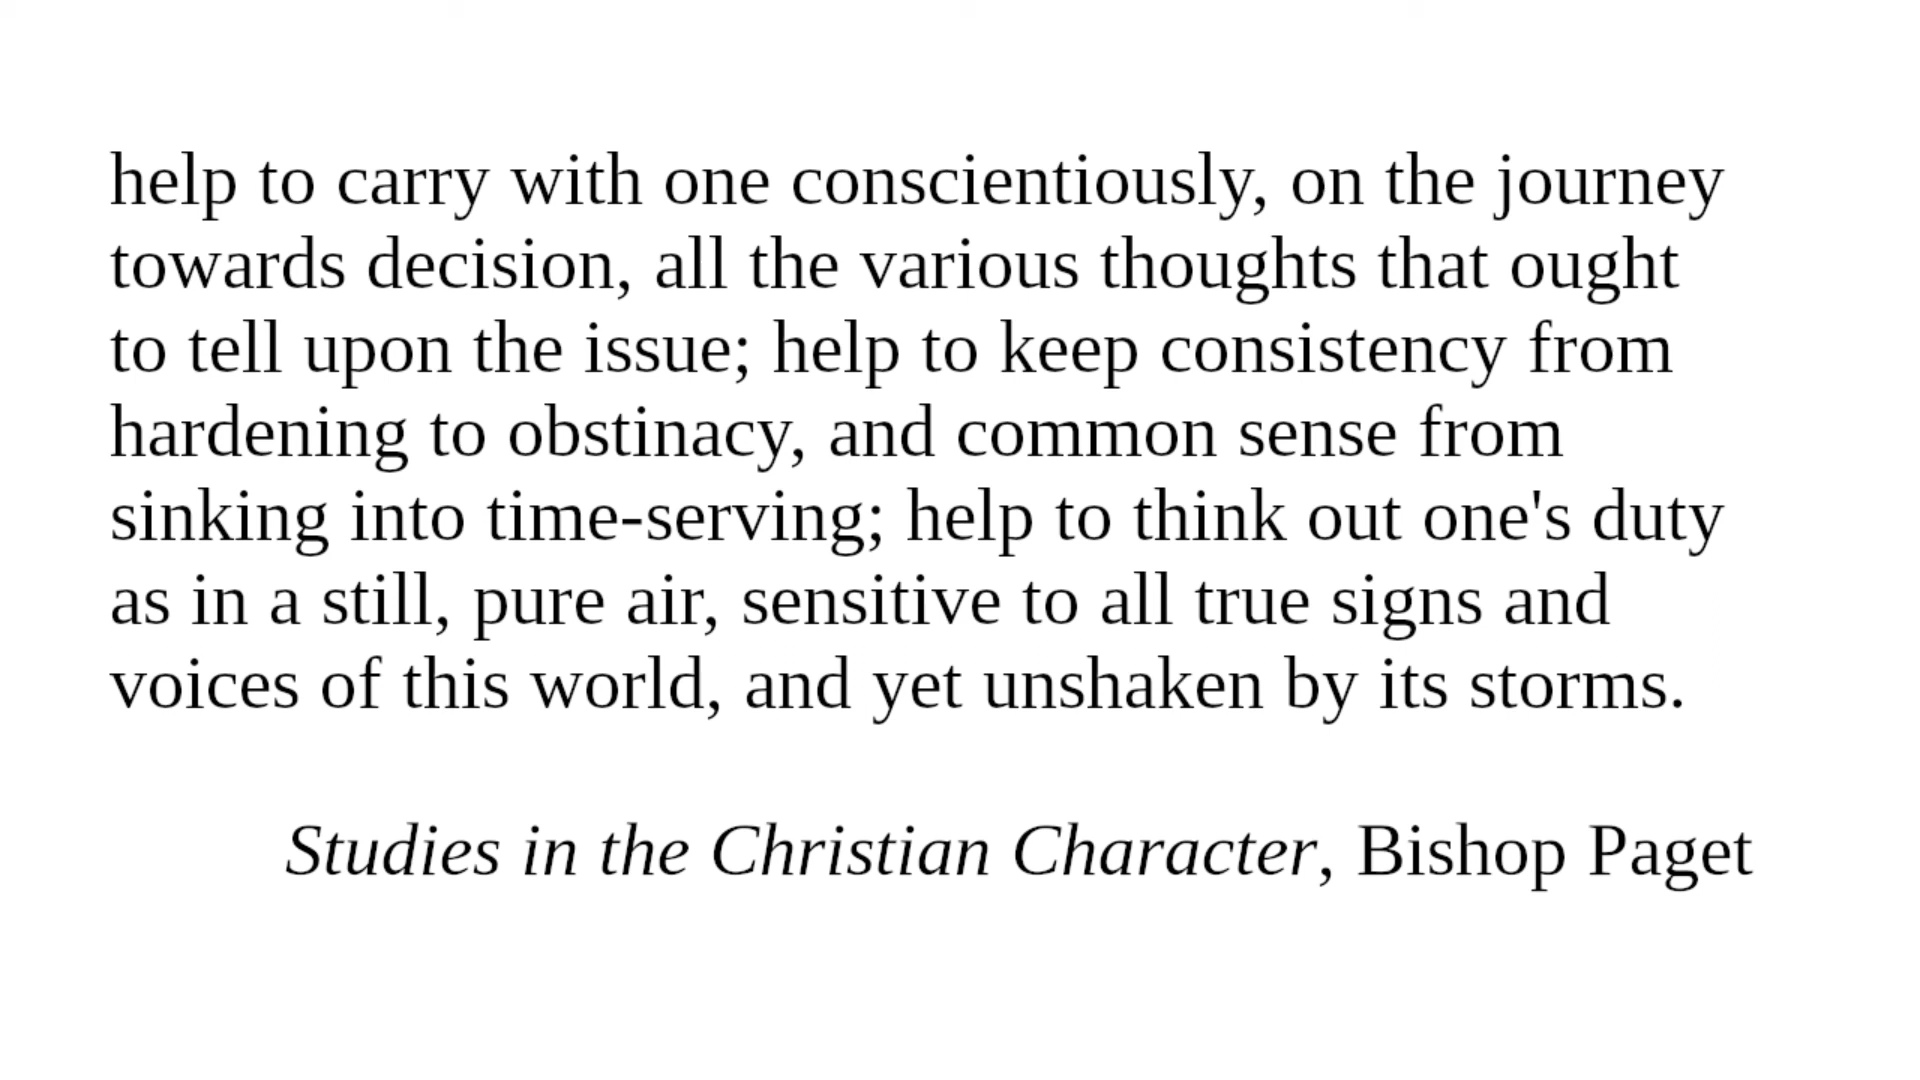 help to carry with one conscientiously, on the journey
towards decision, all the various thoughts that ought
to tell upon the issue; help to keep consistency from
hardening to obstinacy, and common sense from
sinking into time-serving; help to think out one's duty
as in a still, pure air, sensitive to all true signs and
voices of this world, and yet unshaken by its storms.
Studies in the Christian Character, Bishop Paget